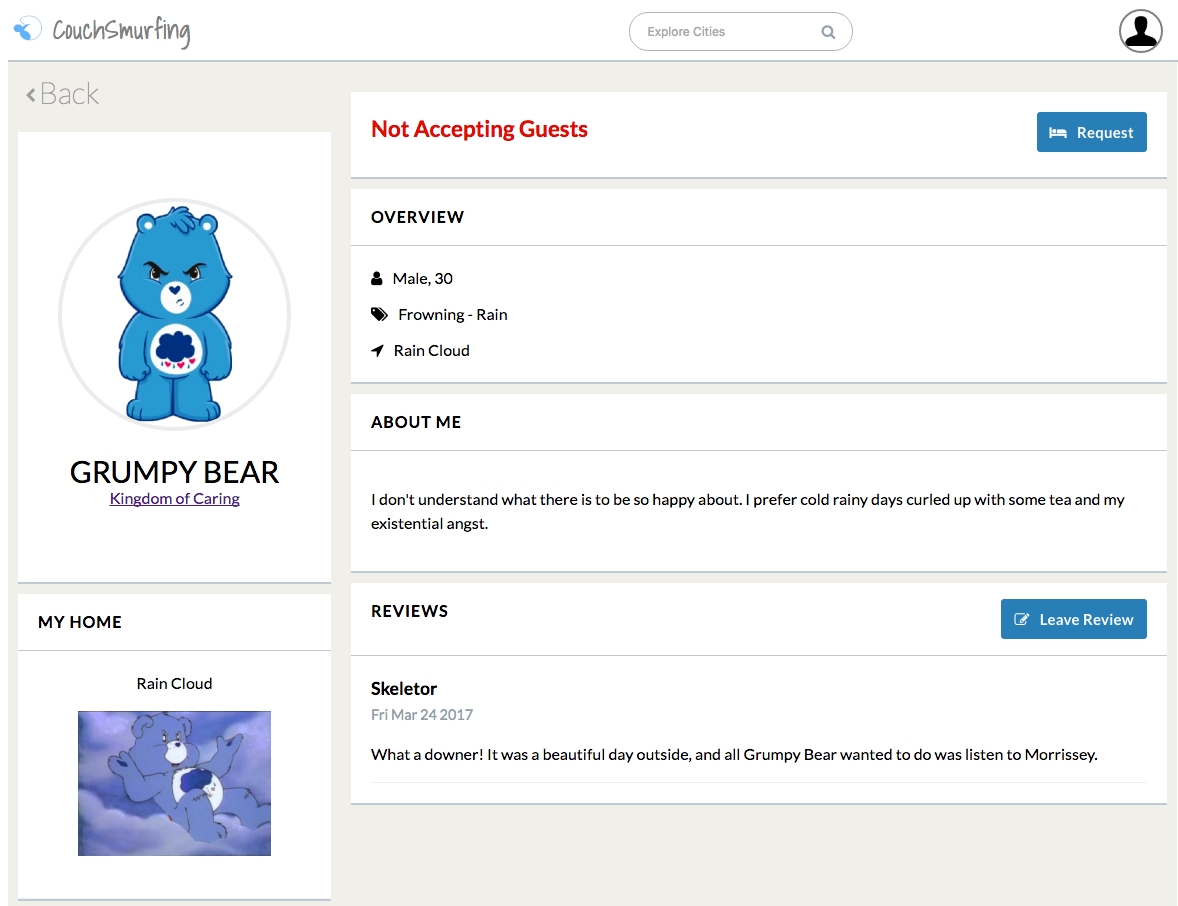 CouchSmurfing
Explore Cities
Back
GRUMPY BEAR
Kingdom of Caring
MY HOME
Rain Cloud
Not Accepting Guests
Request
OVERVIEW
Male, 30
Frowning - Rain
Rain Cloud
ABOUT ME
I don't understand what there is to be so happy about. I prefer cold rainy days curled up with some tea and my
existential angst.
REVIEWS
Leave Review
Skeletor
Fri Mar 24 2017
What a downer! It was a beautiful day outside, and all Grumpy Bear wanted to do was listen to Morrissey.